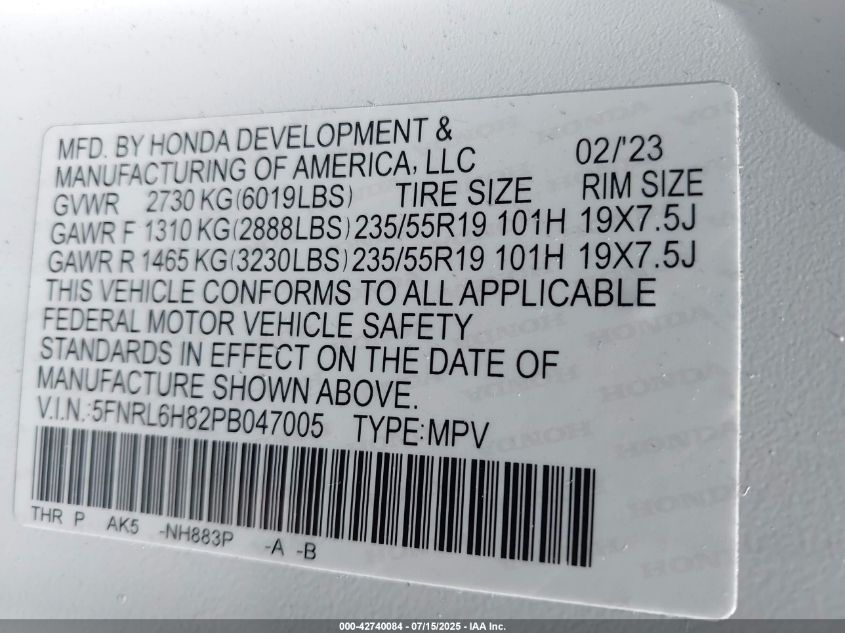 MFD. BY HONDA DEVELOPMENT &
MANUFACTURING OF AMERICA, LLC 02/'23
GVWR 2730 KG(6019LBS) TIRE SIZE RIM SIZE
GAWR F 1310 KG(2888LBS) 235/55R19 101H 19X7.5J
GAWR R 1465 KG(3230LBS) 235/55R19 101H 19X7.5J
THIS VEHICLE CONFORMS TO ALL APPLICABLE
FEDERAL MOTOR VEHICLE SAFETY
STANDARDS IN EFFECT ON THE DATE OF
MANUFACTURE SHOWN ABOVE.
V.I.N.:5FNRL6H82PB047005 TYPE:MPV
THR P AK5 -NH883P -A -B
000-42740084 - 07/15/2025 - IAA Inc.